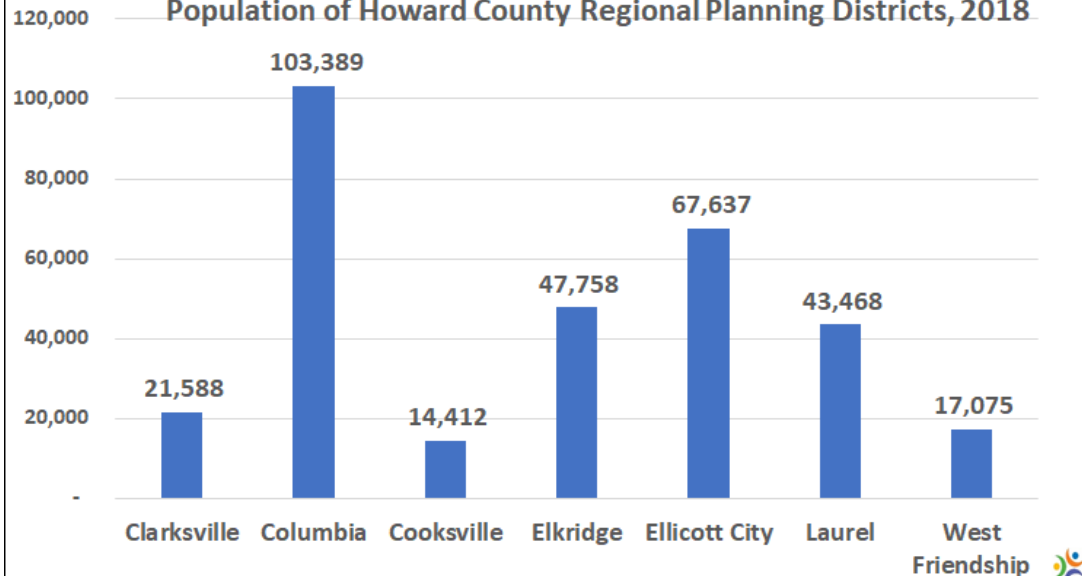 Population of Howard County Regional Planning Districts, 2018
120,000
100,000
80,000
60,000
40,000
20,000
-
21,588
103,389
14,412
47,758
67,637
43,468
17,075
Clarksville
Columbia
Cooksville
Elkridge
Ellicott City
Laurel
West
Friendship